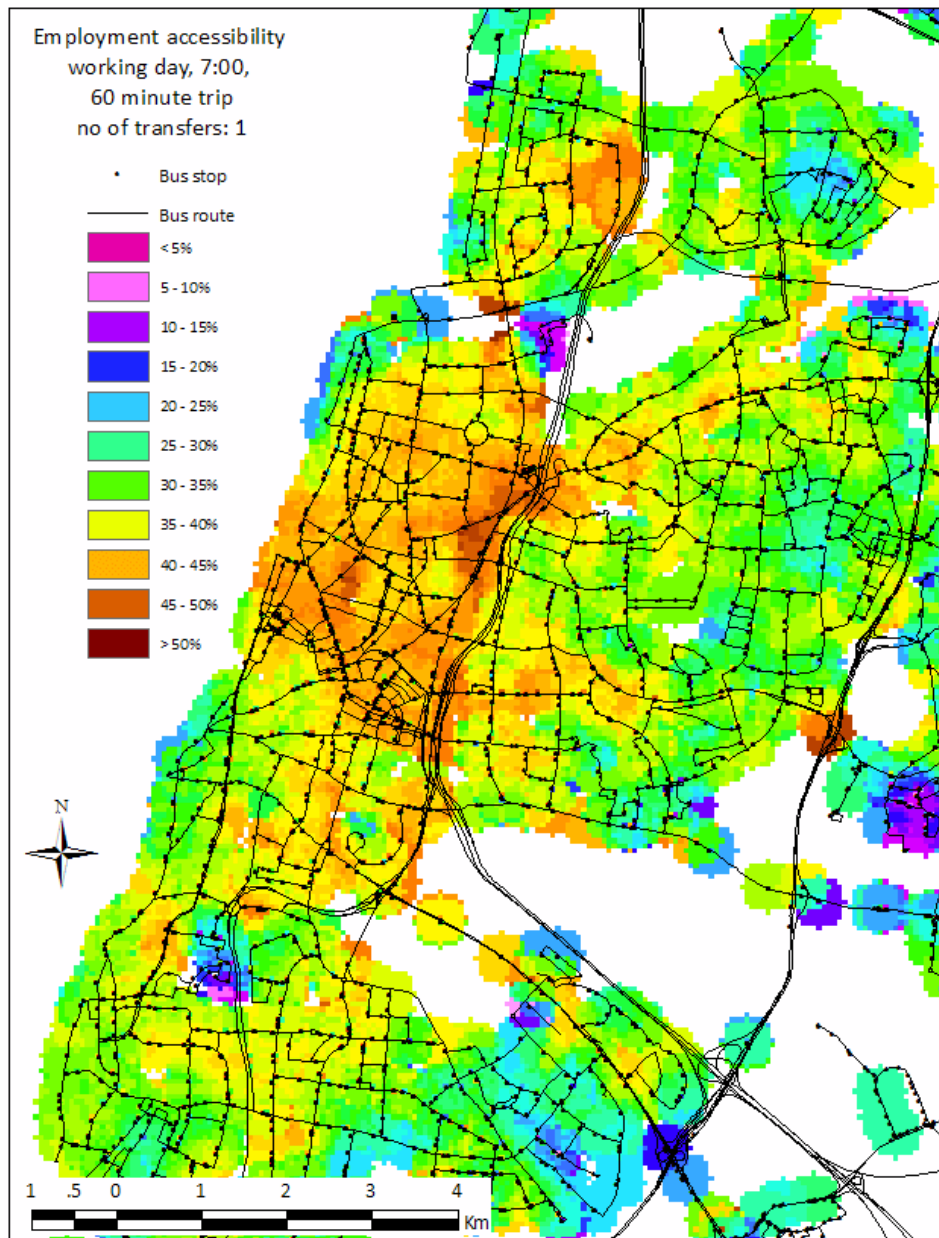 Employment accessibility
working day, 7:00,
60 minute trip
no of transfers: 1
Bus stop
Bus route
<5%
5 - 10%
10 - 15%
15 - 20%
20 - 25%
25 - 30%
30 - 35%
35 - 40%
40 - 45%
45 - 50%
>50%
N
1 .5 0 1 2 3 4
Km